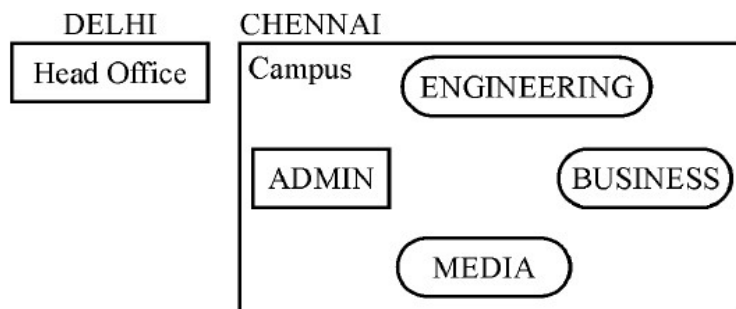 DELHI
CHENNAI
Head Office
Campus
ENGINEERING
ADMIN
BUSINESS
MEDIA